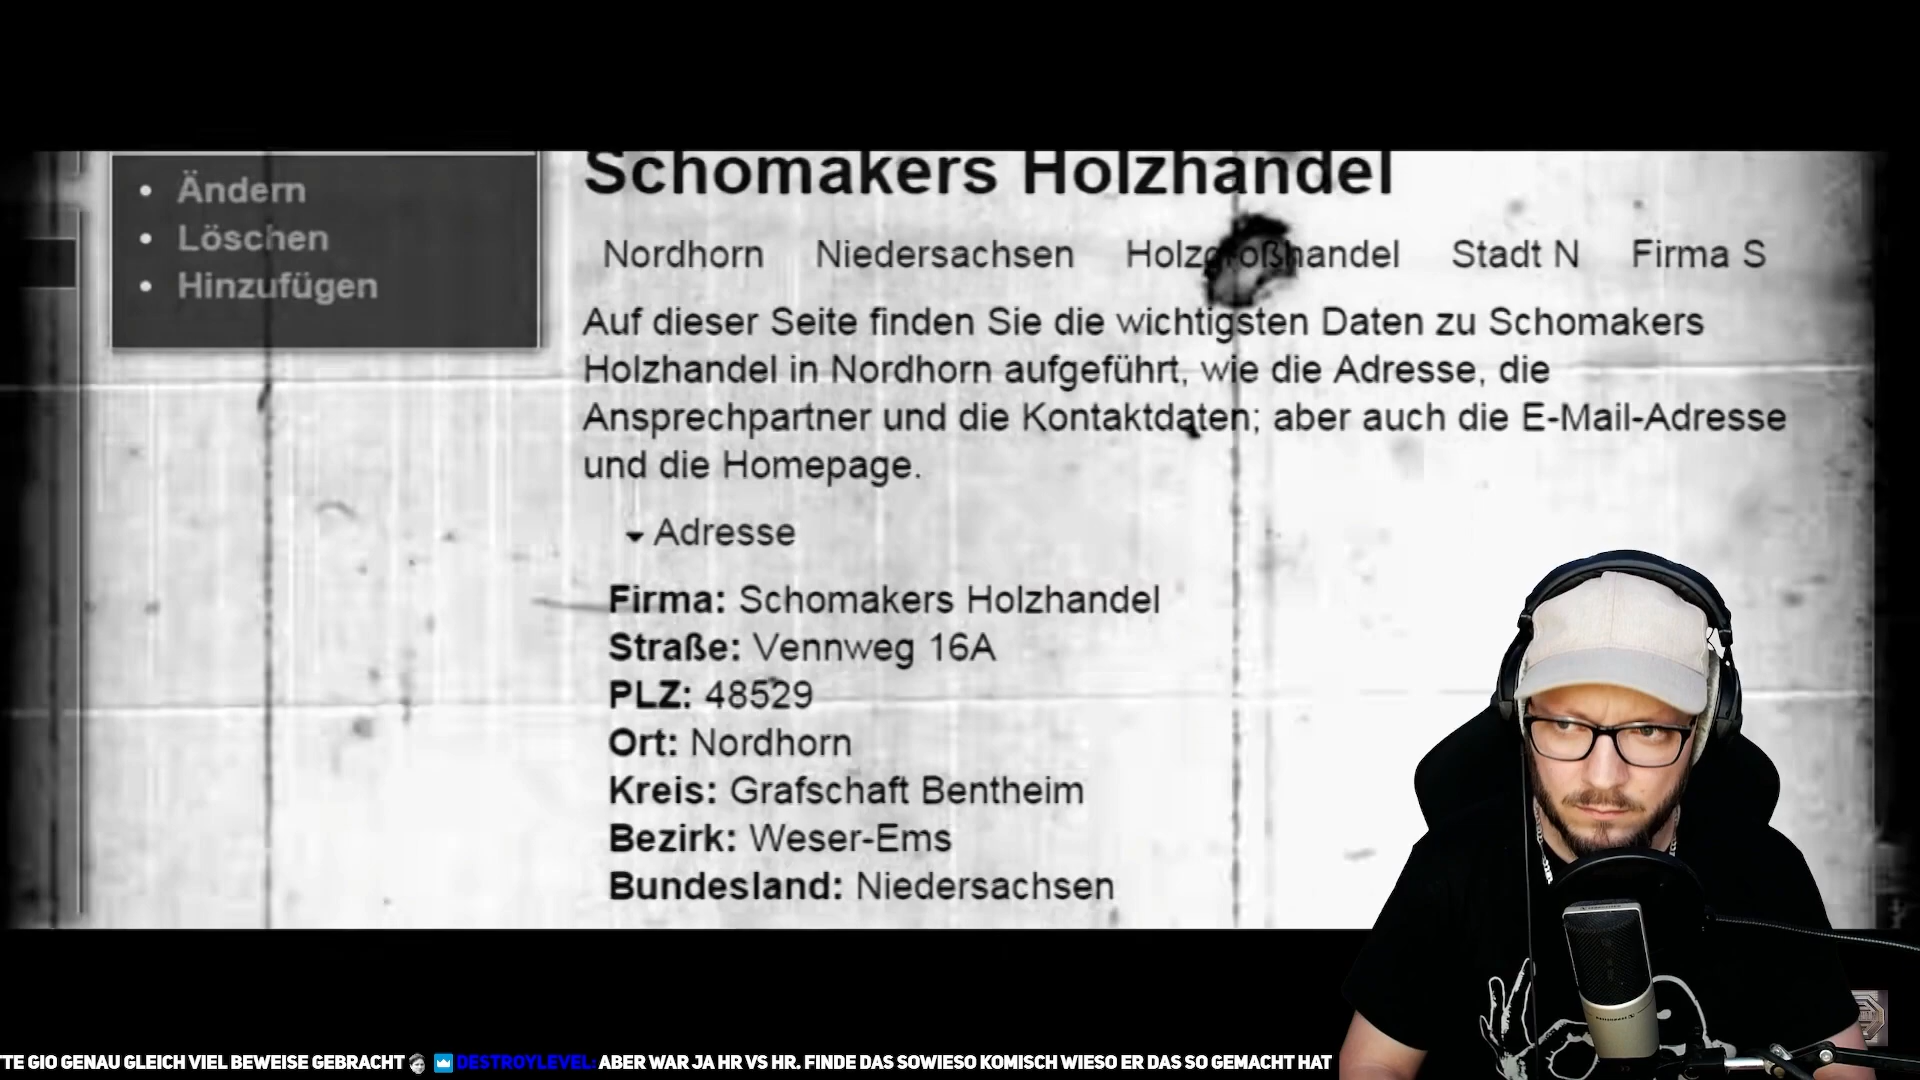 Schomakers Holzhandel
Ändern
Löschen
Hinzufügen
Nordhorn Niedersachsen Holzgroßhandel Stadt N Firma S
Auf dieser Seite finden Sie die wichtigsten Daten zu Schomakers
Holzhandel in Nordhorn aufgeführt, wie die Adresse, die
Ansprechpartner und die Kontaktdaten; aber auch die E-Mail-Adresse
und die Homepage.
Adresse
Firma: Schomakers Holzhandel
Straße: Vennweg 16A
PLZ: 48529
Ort: Nordhorn
Kreis: Grafschaft Bentheim
Bezirk: Weser-Ems
Bundesland: Niedersachsen
TE GIO GENAU GLEICH VIEL BEWEISE GEBRACHT DESTROYLEVEL: ABER WAR JA HR VS HR. FINDE DAS SOWIESO KOMISCH WIESO ER DAS SO GEMACHT HAT